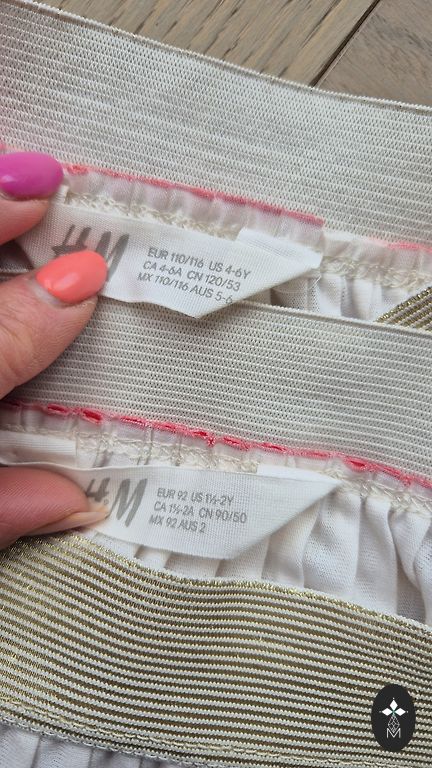 H&M
EUR 110/116 US 4-6Y
CA 4-6A CN 120/53
MX 110/116 AUS 5-6
H&M
EUR 92 US 1½-2Y
CA 1½-2A CN 90/50
MX 92 AUS 2